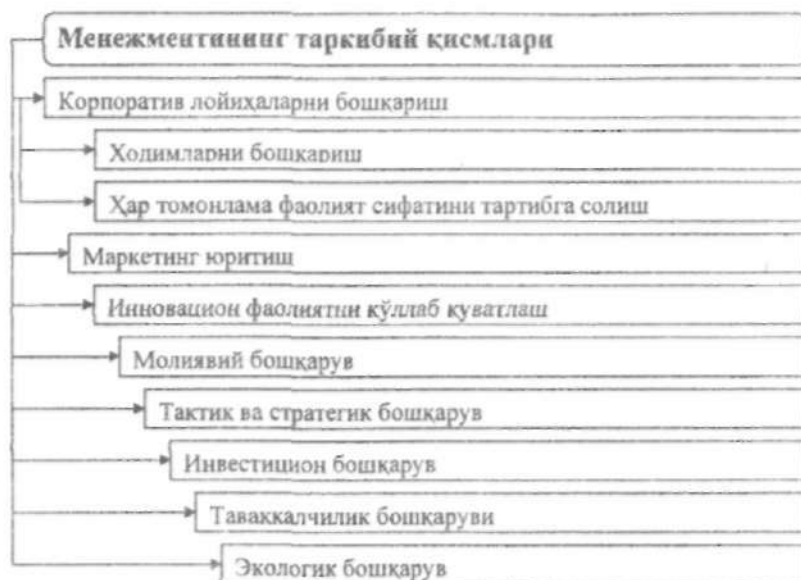 Менежментининг таркибий қисмлари
Корпоратив лойиҳаларни бошқариш
Ходимларни бошқариш
Ҳар томонлама фаолият сифатини тартибга солиш
Маркетинг юритиш
Инновацион фаолиятни қўллаб қуватлаш
Молиявий бошқарув
Тактик ва стратегик бошқарув
Инвестицион бошқарув
Таваккалчилик бошқаруви
Экологик бошқарув